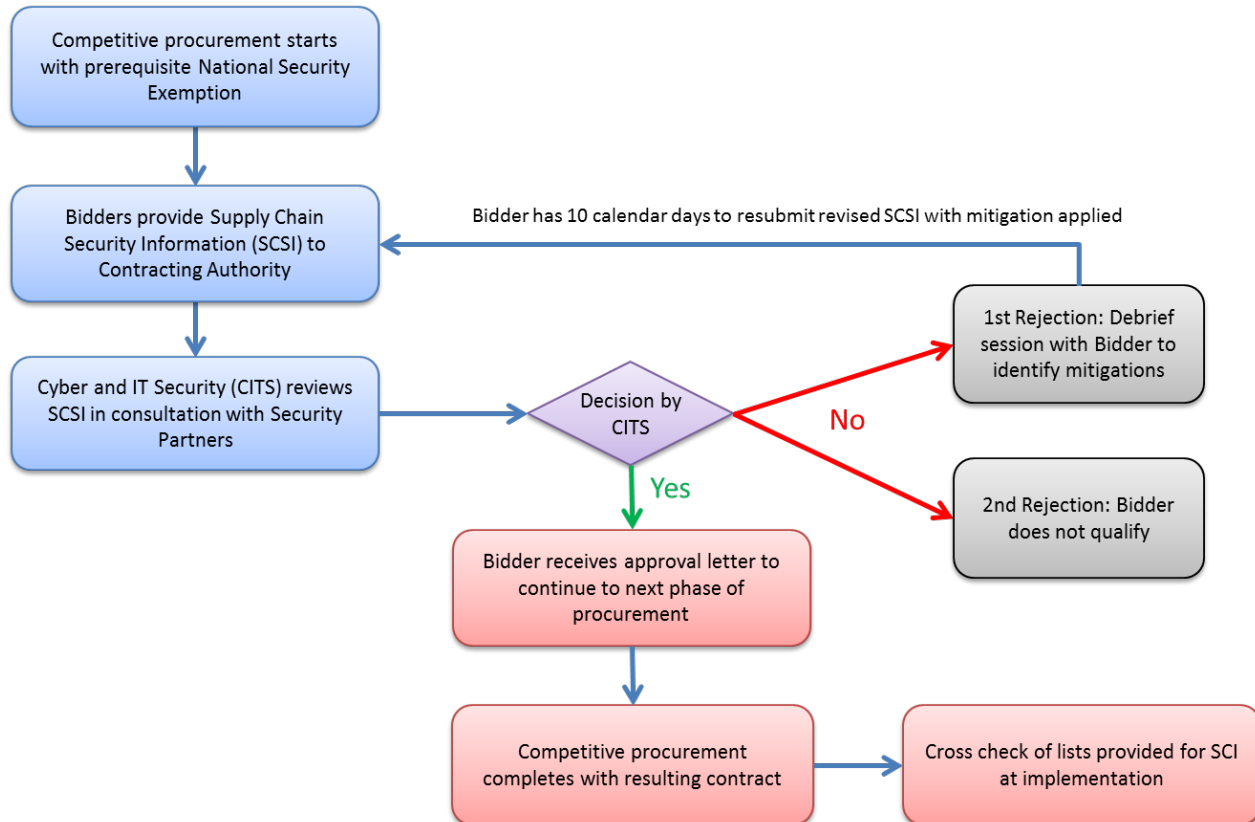 Competitive procurement starts
with prerequisite National Security
Exemption
Bidders provide Supply Chain
Security Information (SCSI) to
Contracting Authority
Bidder has 10 calendar days to resubmit revised SCSI with mitigation applied
Cyber and IT Security (CITS) reviews
SCSI in consultation with Security
Partners
Decision by
CITS
No
1st Rejection: Debrief
session with Bidder to
identify mitigations
2nd Rejection: Bidder
does not qualify
Yes
Bidder receives approval letter to
continue to next phase of
procurement
Competitive procurement
completes with resulting contract
Cross check of lists provided for SCI
at implementation